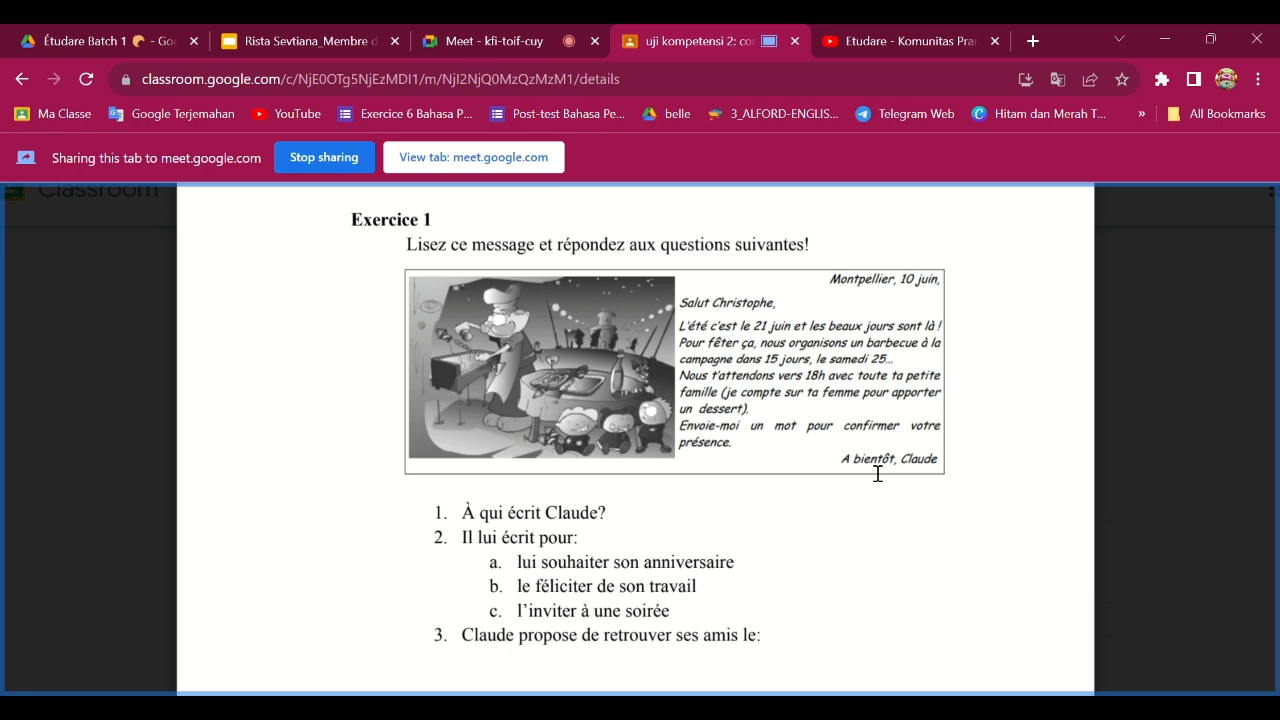 Étudare Batch 1
Rista Sevtiana_Membre d
Meet - kfi-toif-cuy
uji kompetensi 2: co
Etudare - Komunitas Pra
classroom.google.com/c/NjE0OTg5NjEzMDI1/m/NjI2NjQ0MzQzMzM1/details
Ma Classe
Google Terjemahan
YouTube
Exercice 6 Bahasa P...
Post-test Bahasa Pe...
belle
3_ALFORD-ENGLIS...
Telegram Web
Hitam dan Merah T...
»
All Bookmarks
Sharing this tab to meet.google.com
Stop sharing
View tab: meet.google.com
Classroom
Exercice 1
Lisez ce message et répondez aux questions suivantes!
Montpellier, 10 juin,
Salut Christophe,
L'été c'est le 21 juin et les beaux jours sont là !
Pour fêter ça, nous organisons un barbecue à la
campagne dans 15 jours, le samedi 25...
Nous t'attendons vers 18h avec toute ta petite
famille (je compte sur ta femme pour apporter
un dessert).
Envoie-moi un mot pour confirmer votre
présence.
A bientôt, Claude
1. À qui écrit Claude?
2. Il lui écrit pour:
a. lui souhaiter son anniversaire
b. le féliciter de son travail
c. l’inviter à une soirée
3. Claude propose de retrouver ses amis le: